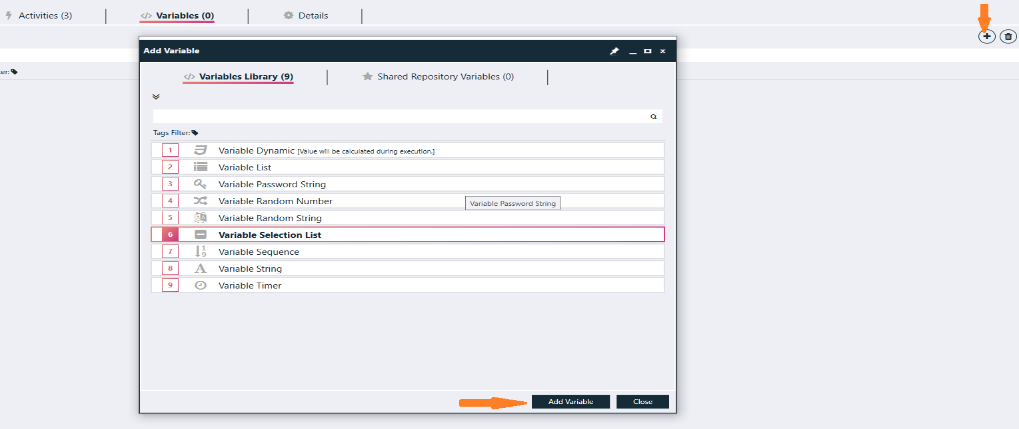 Activities (3)
</> Variables (0)
Details
Add Variable
</> Variables Library (9)
Shared Repository Variables (0)
er:
Tags Filter:
1 Variable Dynamic [Value will be calculated during execution.]
2 Variable List
3 Variable Password String
4 Variable Random Number
Variable Password String
5 Variable Random String
6 Variable Selection List
7 Variable Sequence
8 Variable String
9 Variable Timer
Add Variable
Close